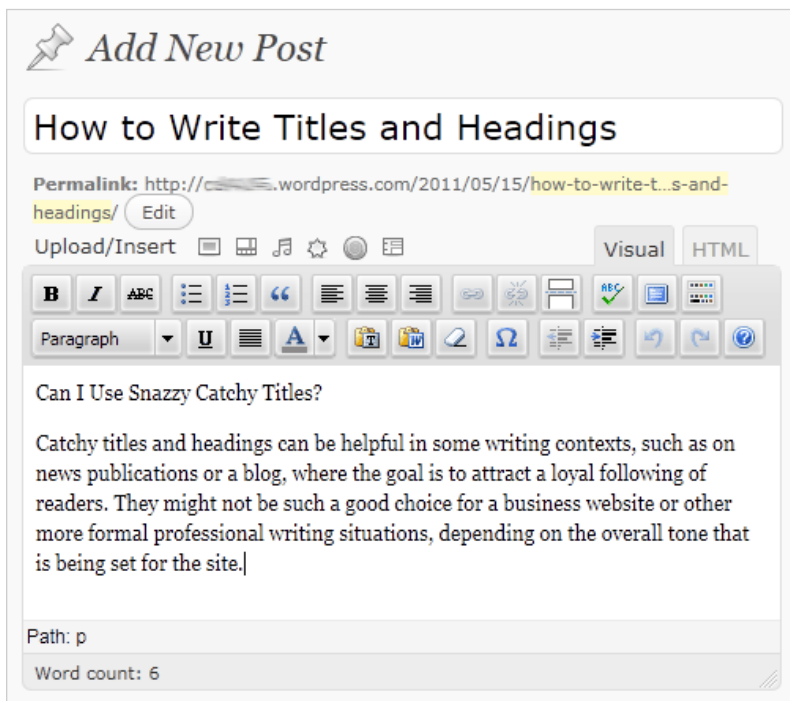 Add New Post
How to Write Titles and Headings
Permalink: http:// .wordpress.com/2011/05/15/how-to-write-t...s-and-
headings/ Edit
Upload/Insert Visual HTML
B I ABC ABC
Paragraph U A T W Ω ?
Can I Use Snazzy Catchy Titles?
Catchy titles and headings can be helpful in some writing contexts, such as on
news publications or a blog, where the goal is to attract a loyal following of
readers. They might not be such a good choice for a business website or other
more formal professional writing situations, depending on the overall tone that
is being set for the site.
Path: p
Word count: 6